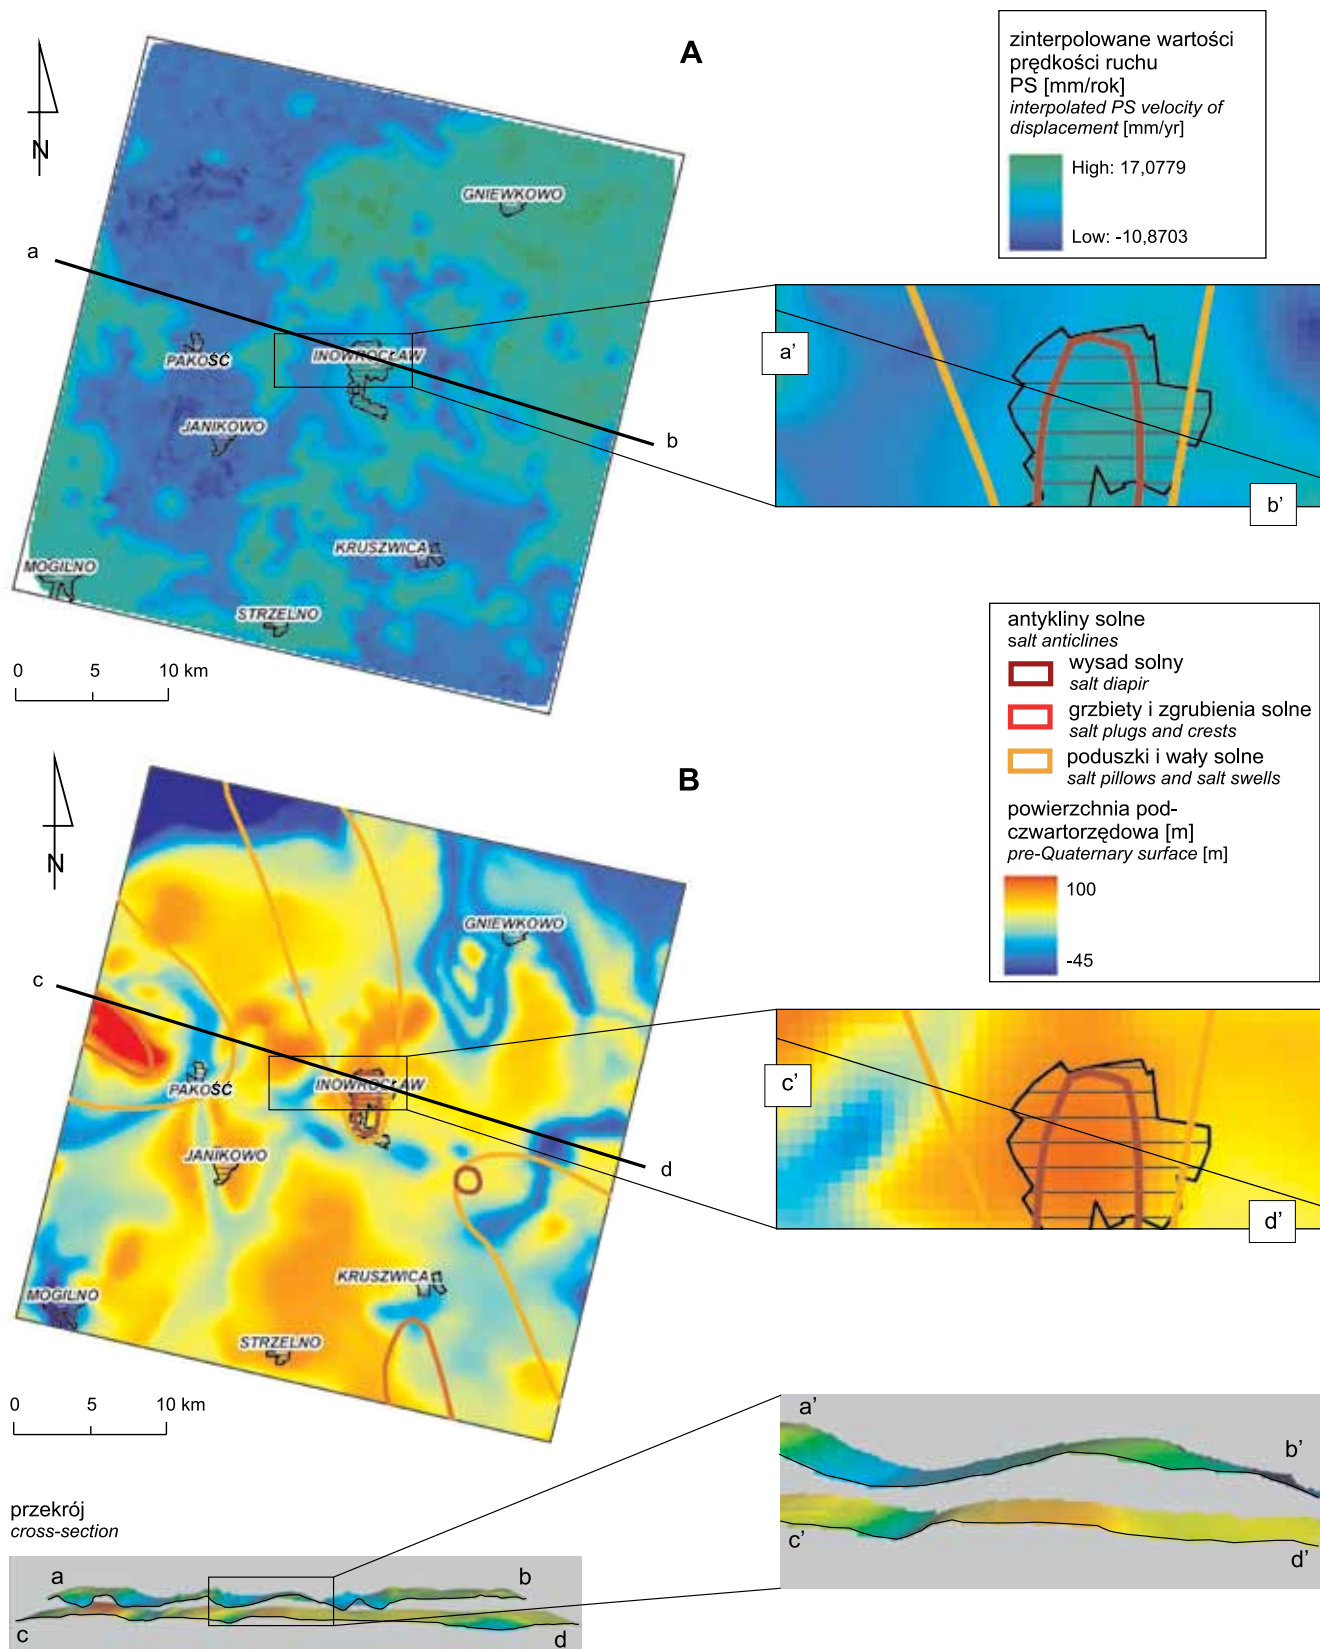 A
N
GNIEWKOWO
a
PAKOŚĆ
INOWROCŁAW
JANIKOWO
b
KRUSZWICA
MOGILNO
STRZELNO
0 5 10 km
zinterpolowane wartości
prędkości ruchu
PS [mm/rok]
interpolated PS velocity of
displacement [mm/yr]
High: 17,0779
Low: -10,8703
a'
b'
antykliny solne
salt anticlines
wysad solny
salt diapir
grzbiety i zgrubienia solne
salt plugs and crests
poduszki i wały solne
salt pillows and salt swells
powierzchnia pod-
czwartorzędowa [m]
pre-Quaternary surface [m]
100
-45
B
N
GNIEWKOWO
c
PAKOŚĆ
INOWROCŁAW
JANIKOWO
d
KRUSZWICA
MOGILNO
STRZELNO
0 5 10 km
c'
d'
przekrój
cross-section
a b
c d
a'
b'
c'
d'